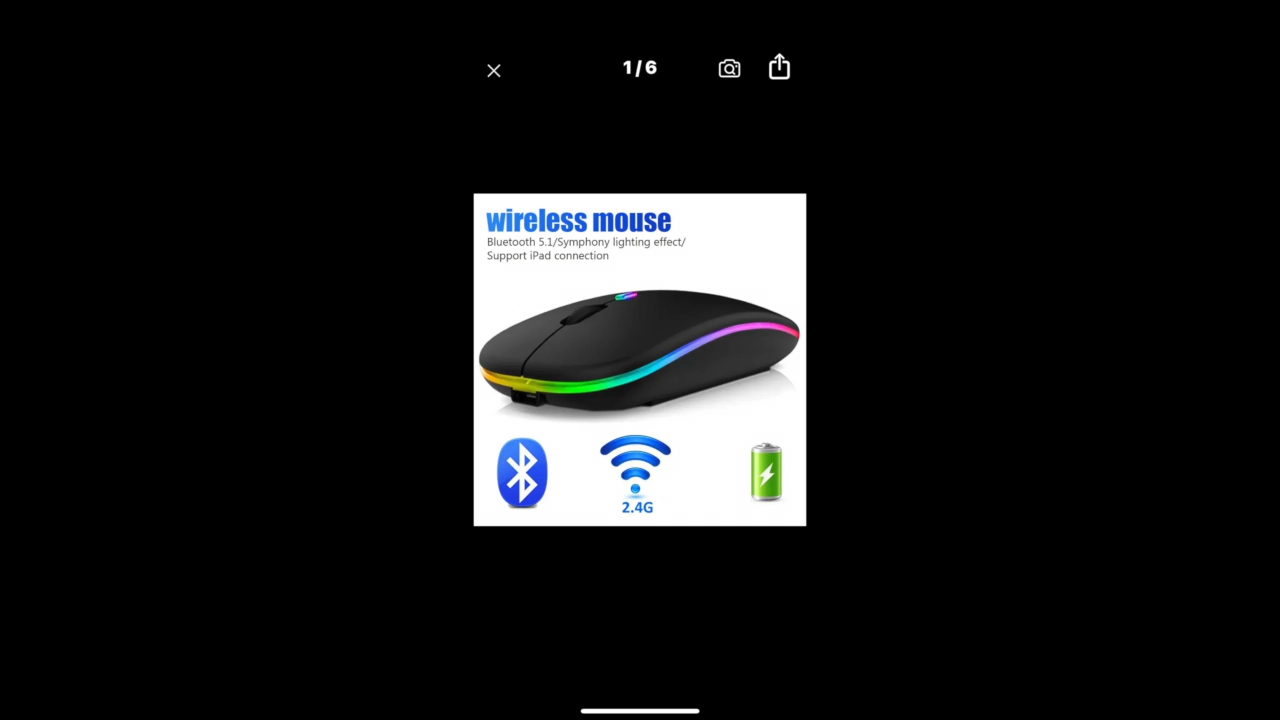 1/6
wireless mouse
Bluetooth 5.1/Symphony lighting effect/
Support iPad connection
2.4G